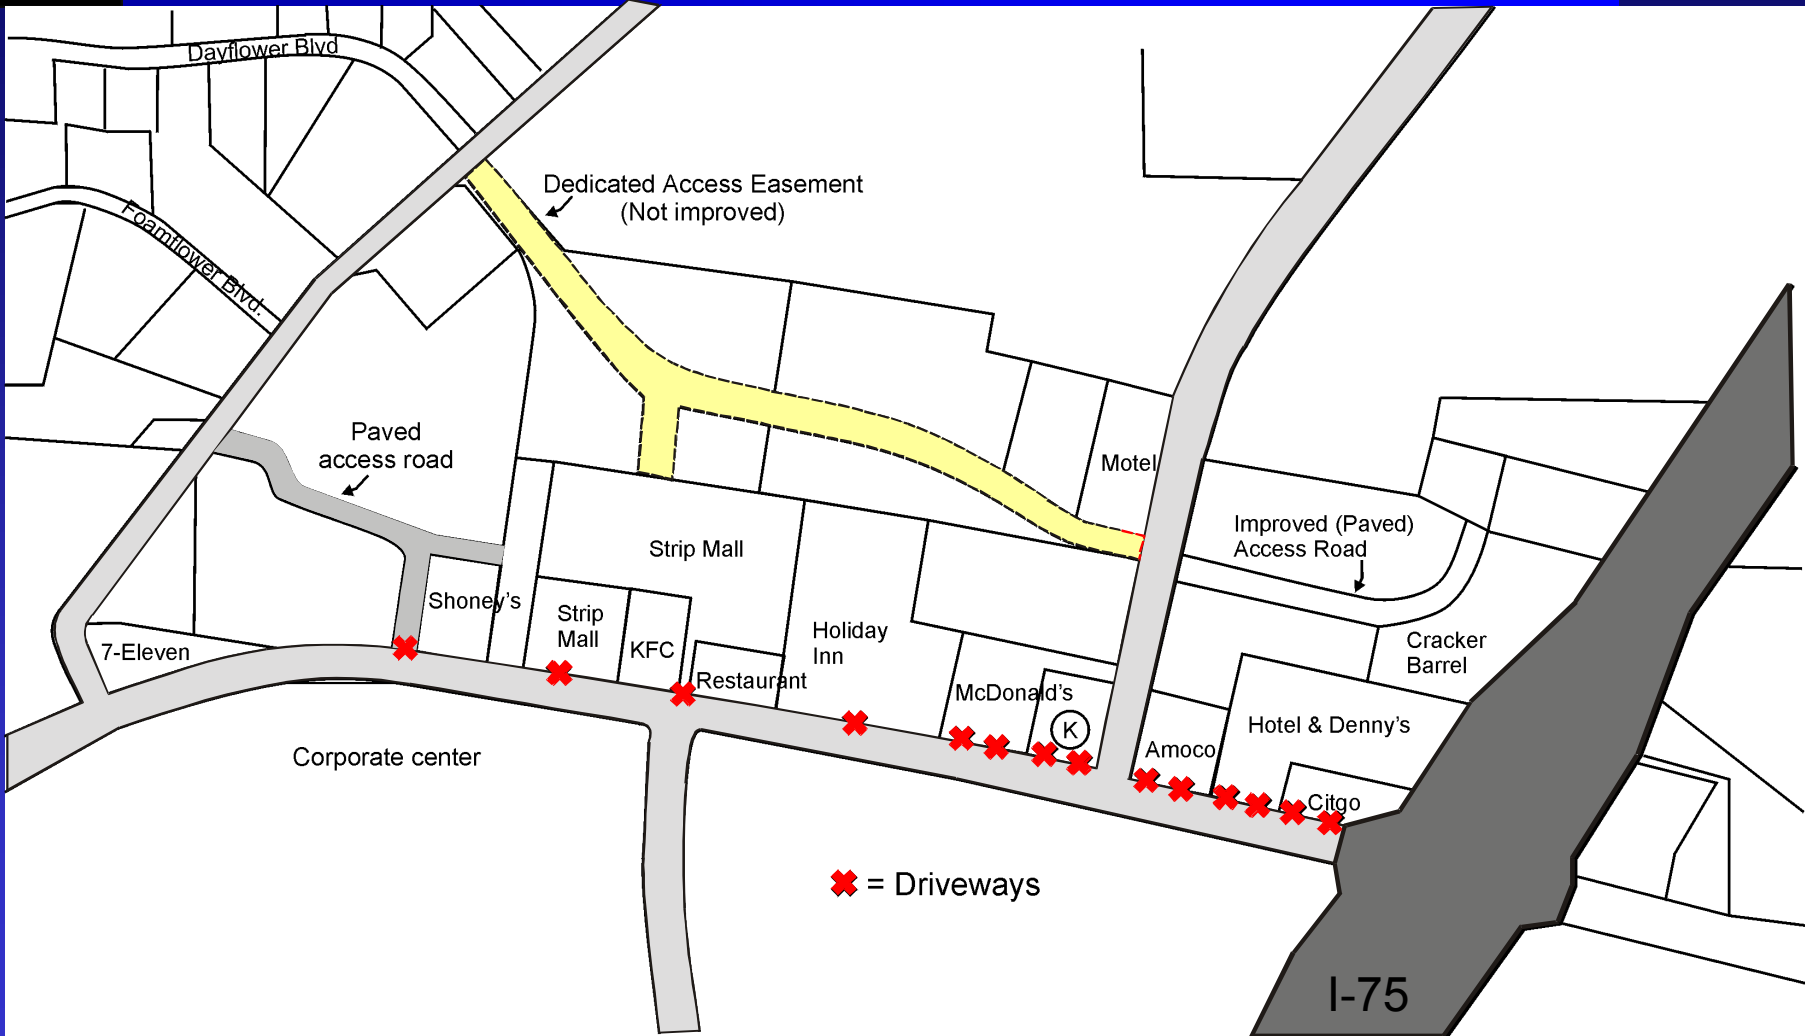 Dayflower Blvd
Foamflower Blvd.
Dedicated Access Easement
(Not improved)
Paved
access road
Motel
Improved (Paved)
Access Road
Strip Mall
Shoney's
Strip
Mall
KFC
Restaurant
Holiday
Inn
7-Eleven
McDonald's
K
Cracker
Barrel
Hotel & Denny's
Amoco
Citgo
Corporate center
= Driveways
I-75